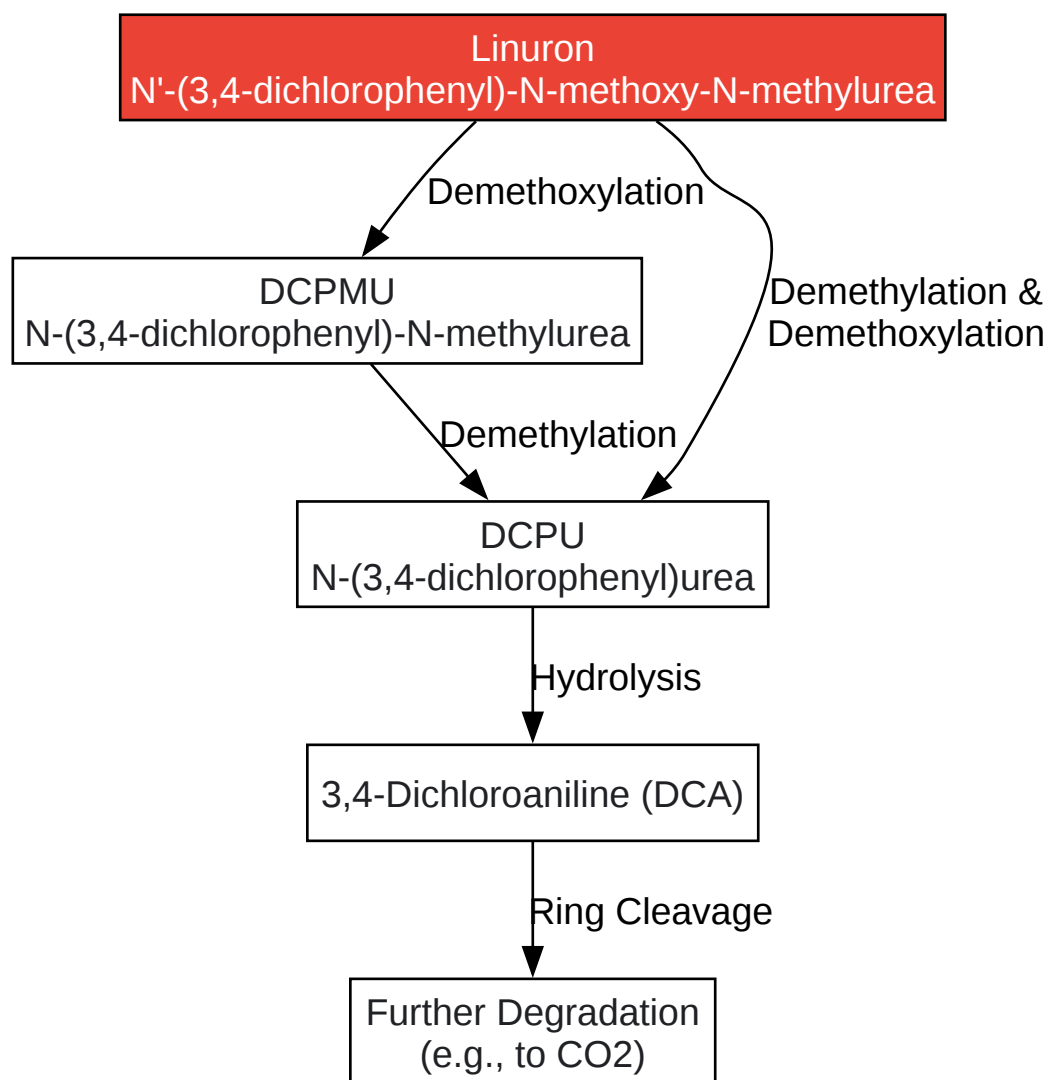 Linuron
N'-(3,4-dichlorophenyl)-N-methoxy-N-methylurea
Demethoxylation
DCPMU
N-(3,4-dichlorophenyl)-N-methylurea
Demethylation &
Demethoxylation
Demethylation
DCPU
N-(3,4-dichlorophenyl)urea
Hydrolysis
3,4-Dichloroaniline (DCA)
Ring Cleavage
Further Degradation
(e.g., to CO2)